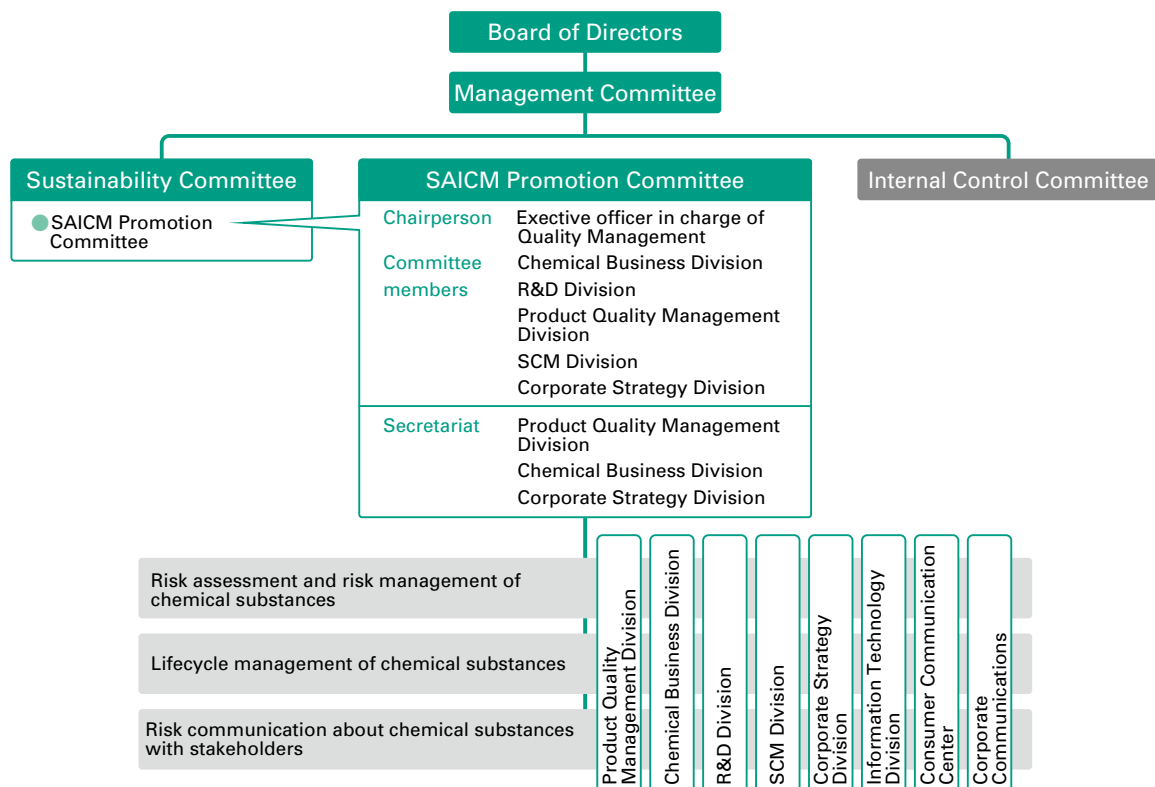 Board of Directors
Management Committee
Sustainability Committee
SAICM Promotion
Committee
SAICM Promotion Committee
Chairperson
Exective officer in charge of
Quality Management
Committee
members
Chemical Business Division
R&D Division
Product Quality Management
Division
SCM Division
Corporate Strategy Division
Secretariat
Product Quality Management
Division
Chemical Business Division
Corporate Strategy Division
Internal Control Committee
Risk assessment and risk management of
chemical substances
Lifecycle management of chemical substances
Risk communication about chemical substances
with stakeholders
Product Quality
Management Division
Chemical Business Division
R&D Division
SCM Division
Corporate Strategy
Division
Information Technology
Division
Consumer Communication
Center
Corporate
Communications